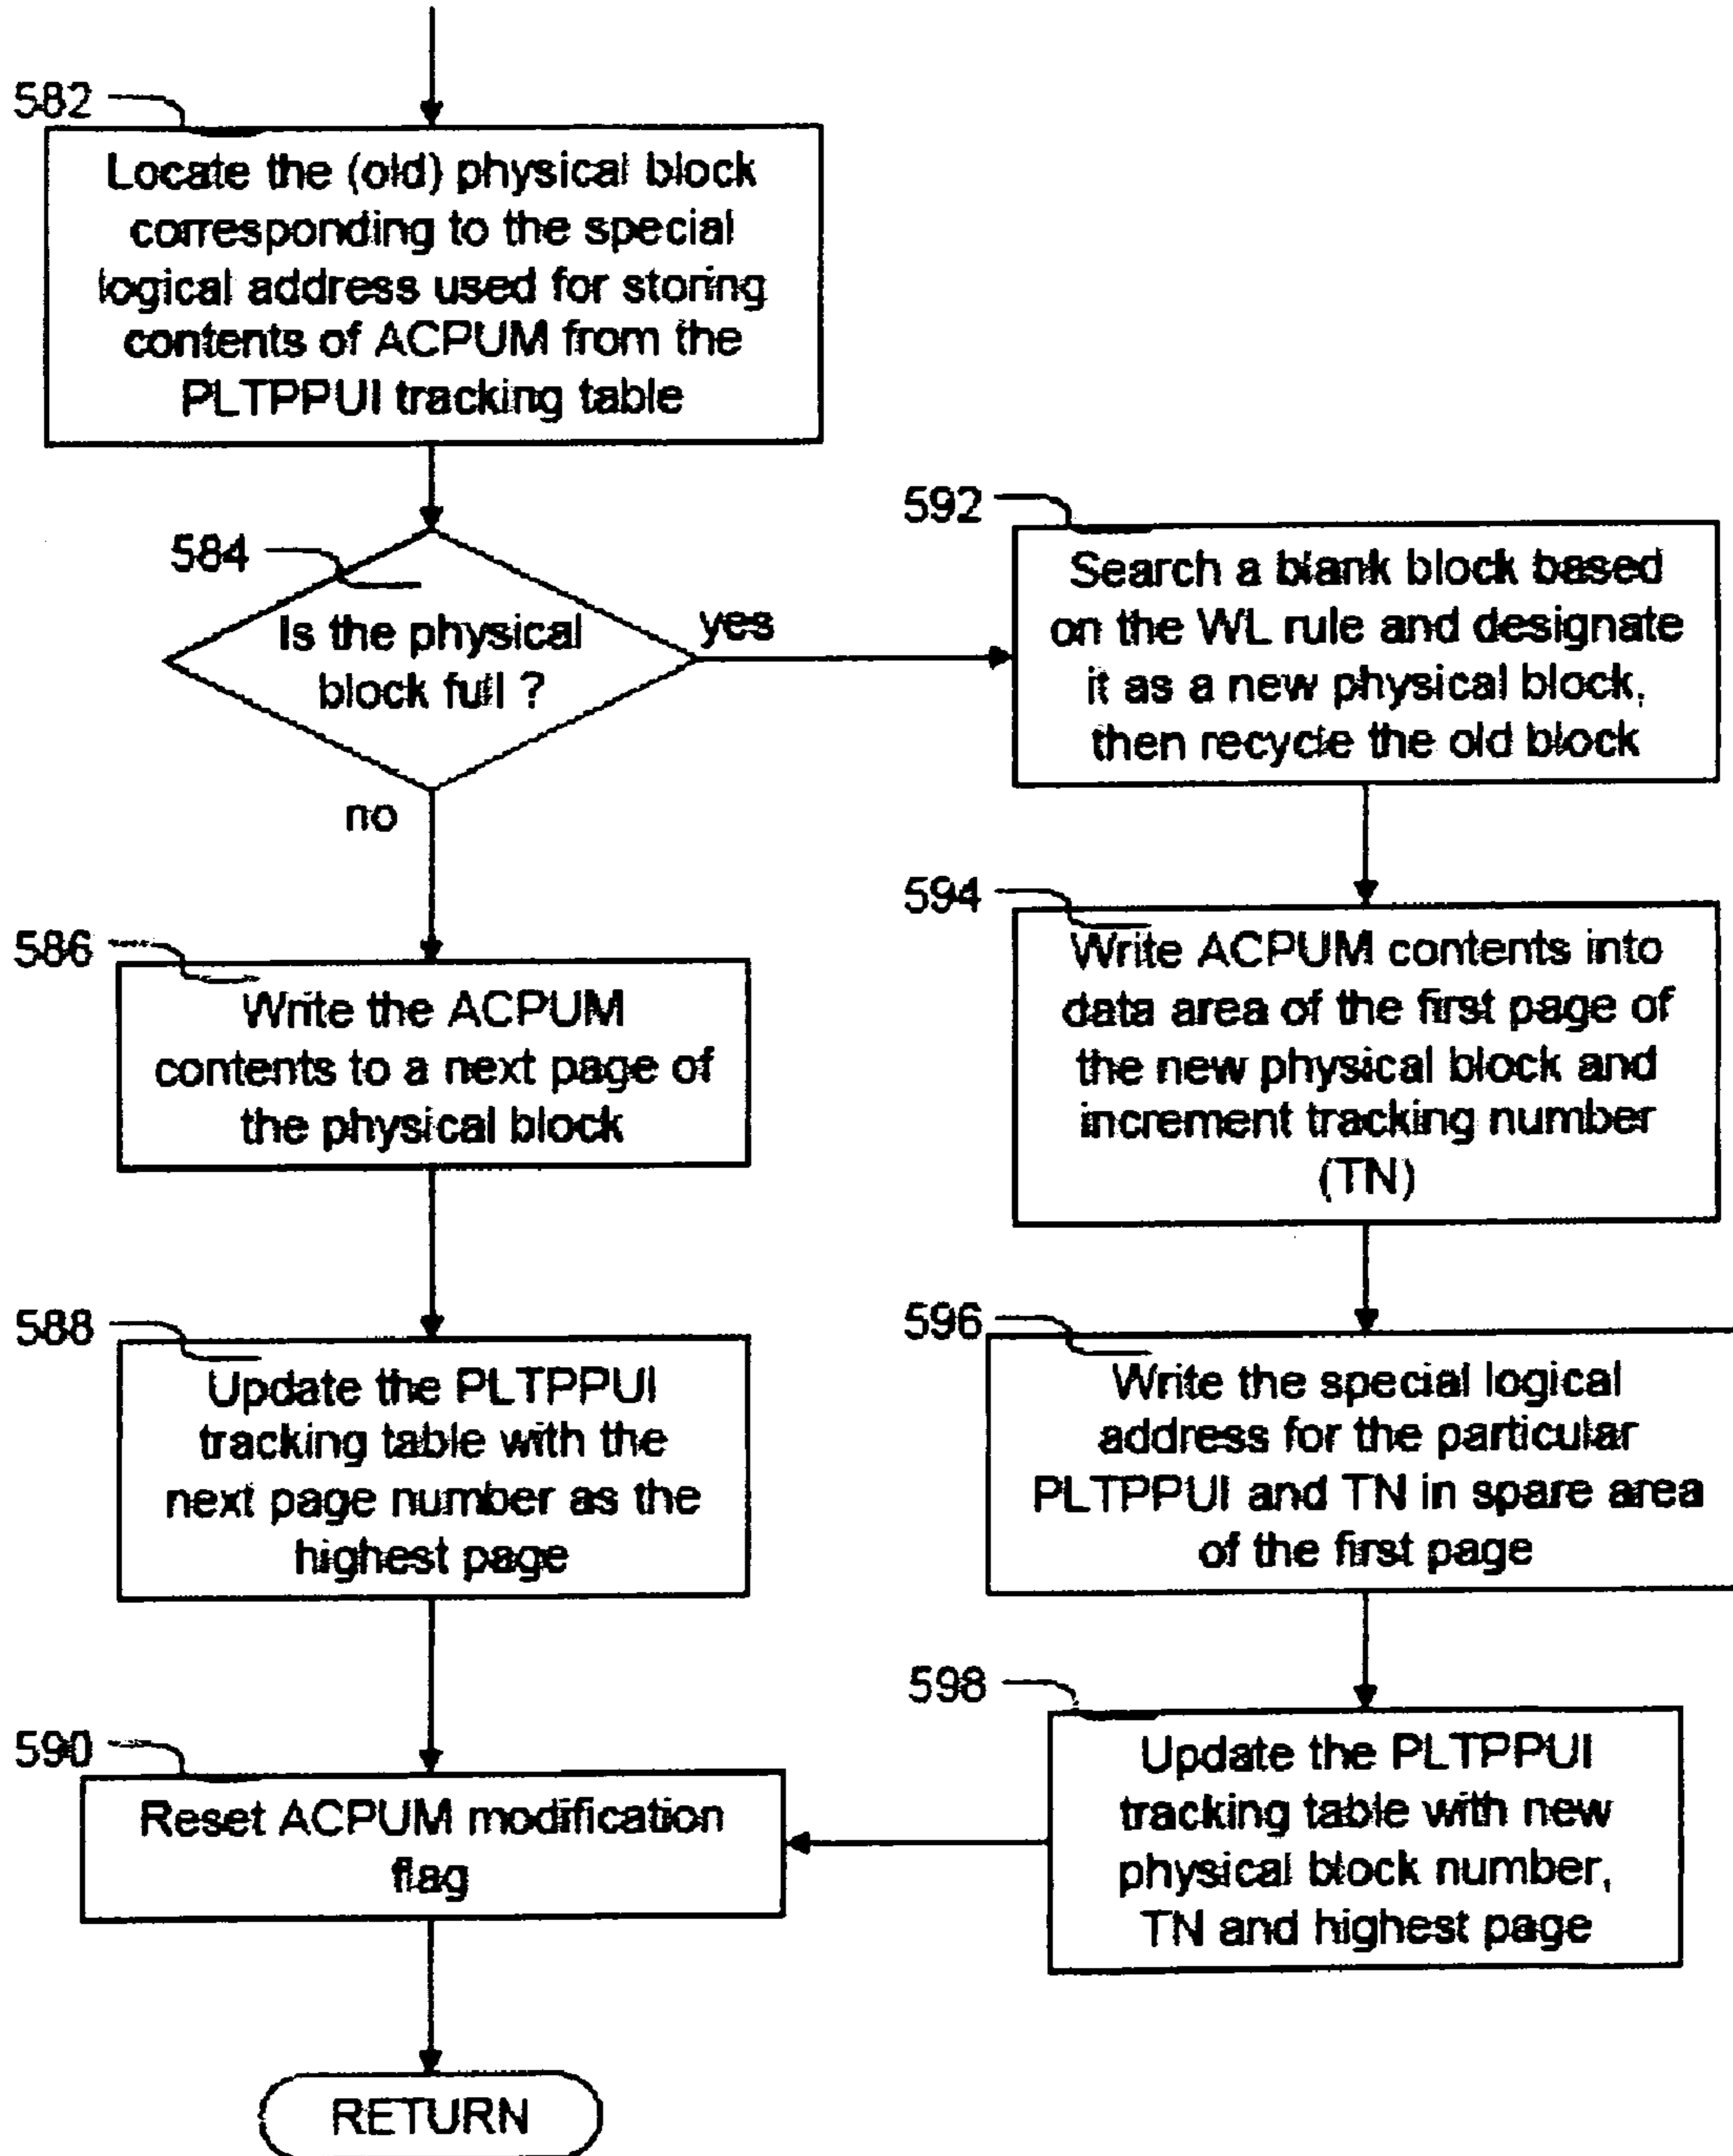 582
Locate the (old) physical block
corresponding to the special
logical address used for storing
contents of ACPUM from the
PLTPPUI tracking table
584
Is the physical
block full ?
yes
no
586
Write the ACPUM
contents to a next page of
the physical block
588
Update the PLTPPUI
tracking table with the
next page number as the
highest page
590
Reset ACPUM modification
flag
RETURN
592
Search a blank block based
on the WL rule and designate
it as a new physical block,
then recycle the old block
594
Write ACPUM contents into
data area of the first page of
the new physical block and
increment tracking number
(TN)
596
Write the special logical
address for the particular
PLTPPUI and TN in spare area
of the first page
598
Update the PLTPPUI
tracking table with new
physical block number,
TN and highest page